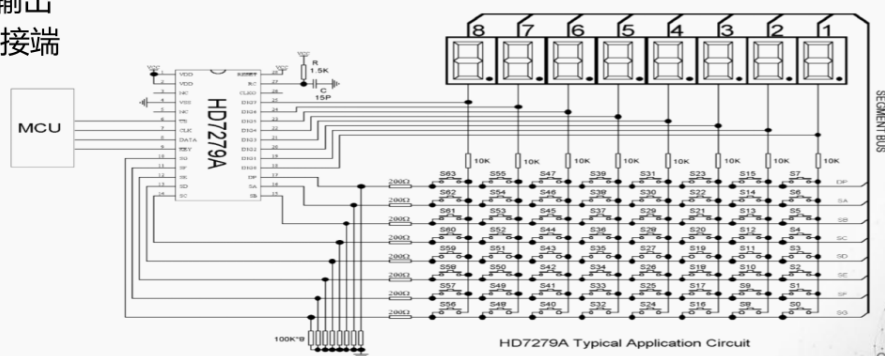 输出
接端
8 7 6 5 4 3 2 1
R
1.5K
C
15P
MCU
HD7279A
VDD
VDD
NC
VSS
NC
CS
CLK
DATA
KEY
SG
SF
SE
SD
SC
RESET
RC
CLKO
DIG7
DIG6
DIG5
DIG4
DIG3
DIG2
DIG1
DIG0
DP
SA
SB
SEGMENT BUS
10K 10K 10K 10K 10K 10K 10K 10K
200Ω S63 S55 S47 S39 S31 S23 S15 S7 DP
200Ω S62 S54 S46 S38 S30 S22 S14 S6 SA
200Ω S61 S53 S45 S37 S29 S21 S13 S5 SB
200Ω S60 S52 S44 S36 S28 S20 S12 S4 SC
200Ω S59 S51 S43 S35 S27 S19 S11 S3 SD
200Ω S58 S50 S42 S34 S26 S18 S10 S2 SE
200Ω S57 S49 S41 S33 S25 S17 S9 S1 SF
200Ω S56 S48 S40 S32 S24 S16 S8 S0 SG
100K*8
HD7279A Typical Application Circuit